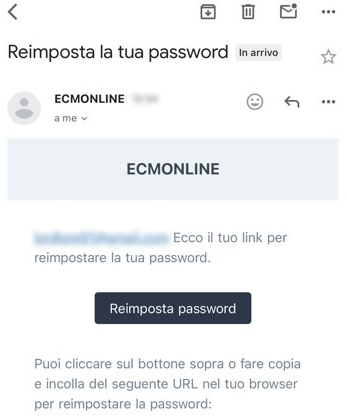 Reimposta la tua password In arrivo
ECMONLINE
a me
ECMONLINE
Ecco il tuo link per
reimpostare la tua password.
Reimposta password
Puoi cliccare sul bottone sopra o fare copia
e incolla del seguente URL nel tuo browser
per reimpostare la password: